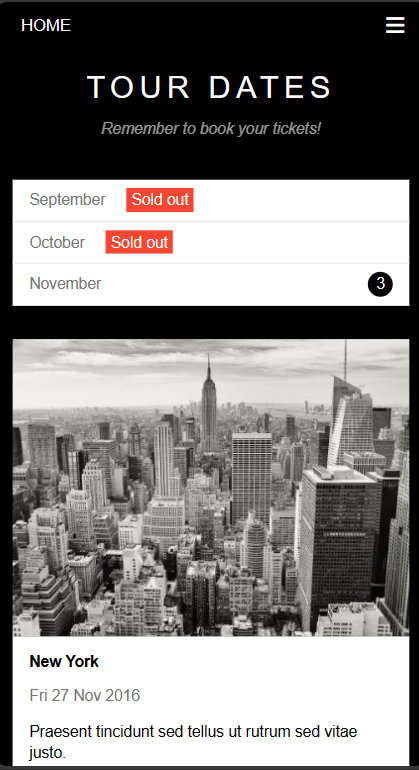 HOME
TOUR DATES
Remember to book your tickets!
September Sold out
October Sold out
November 3
New York
Fri 27 Nov 2016
Praesent tincidunt sed tellus ut rutrum sed vitae
justo.